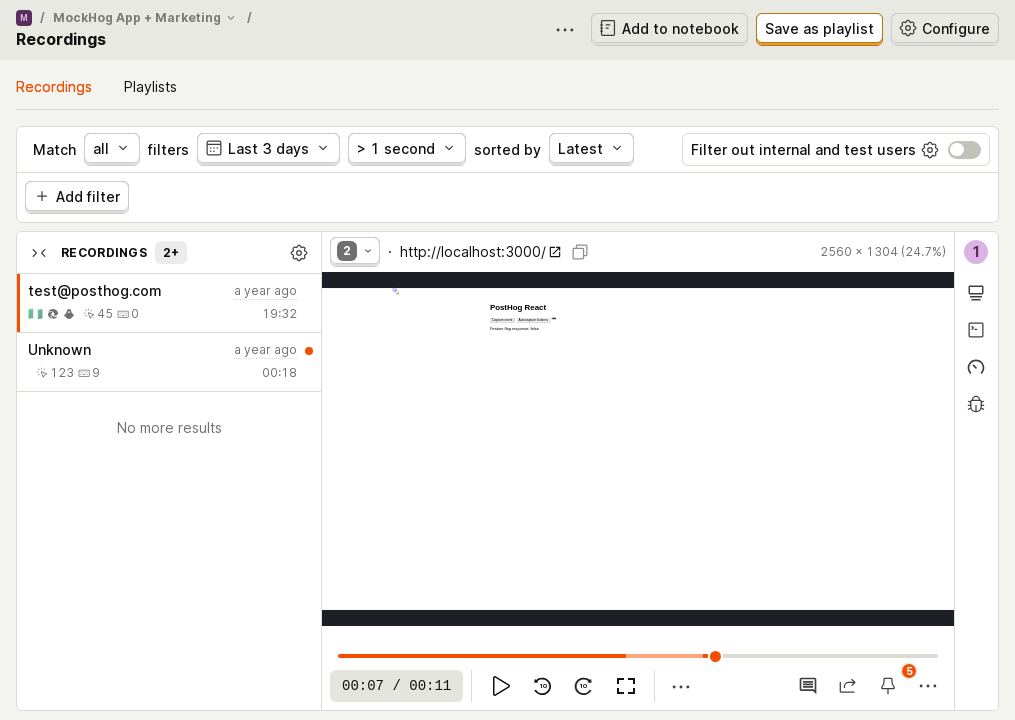 M / MockHog App + Marketing /
Recordings
Add to notebook
Save as playlist
Configure
Recordings
Playlists
Match all filters Last 3 days > 1 second sorted by Latest
Filter out internal and test users
Add filter
RECORDINGS 2+
test@posthog.com a year ago
45 0 19:32
Unknown a year ago
123 9 00:18
No more results
2 · http://localhost:3000/
2560 × 1304 (24.7%)
1
PostHog React
Capture event Autocapture buttons
Feature flag response: false
00:07 / 00:11
10
10
5